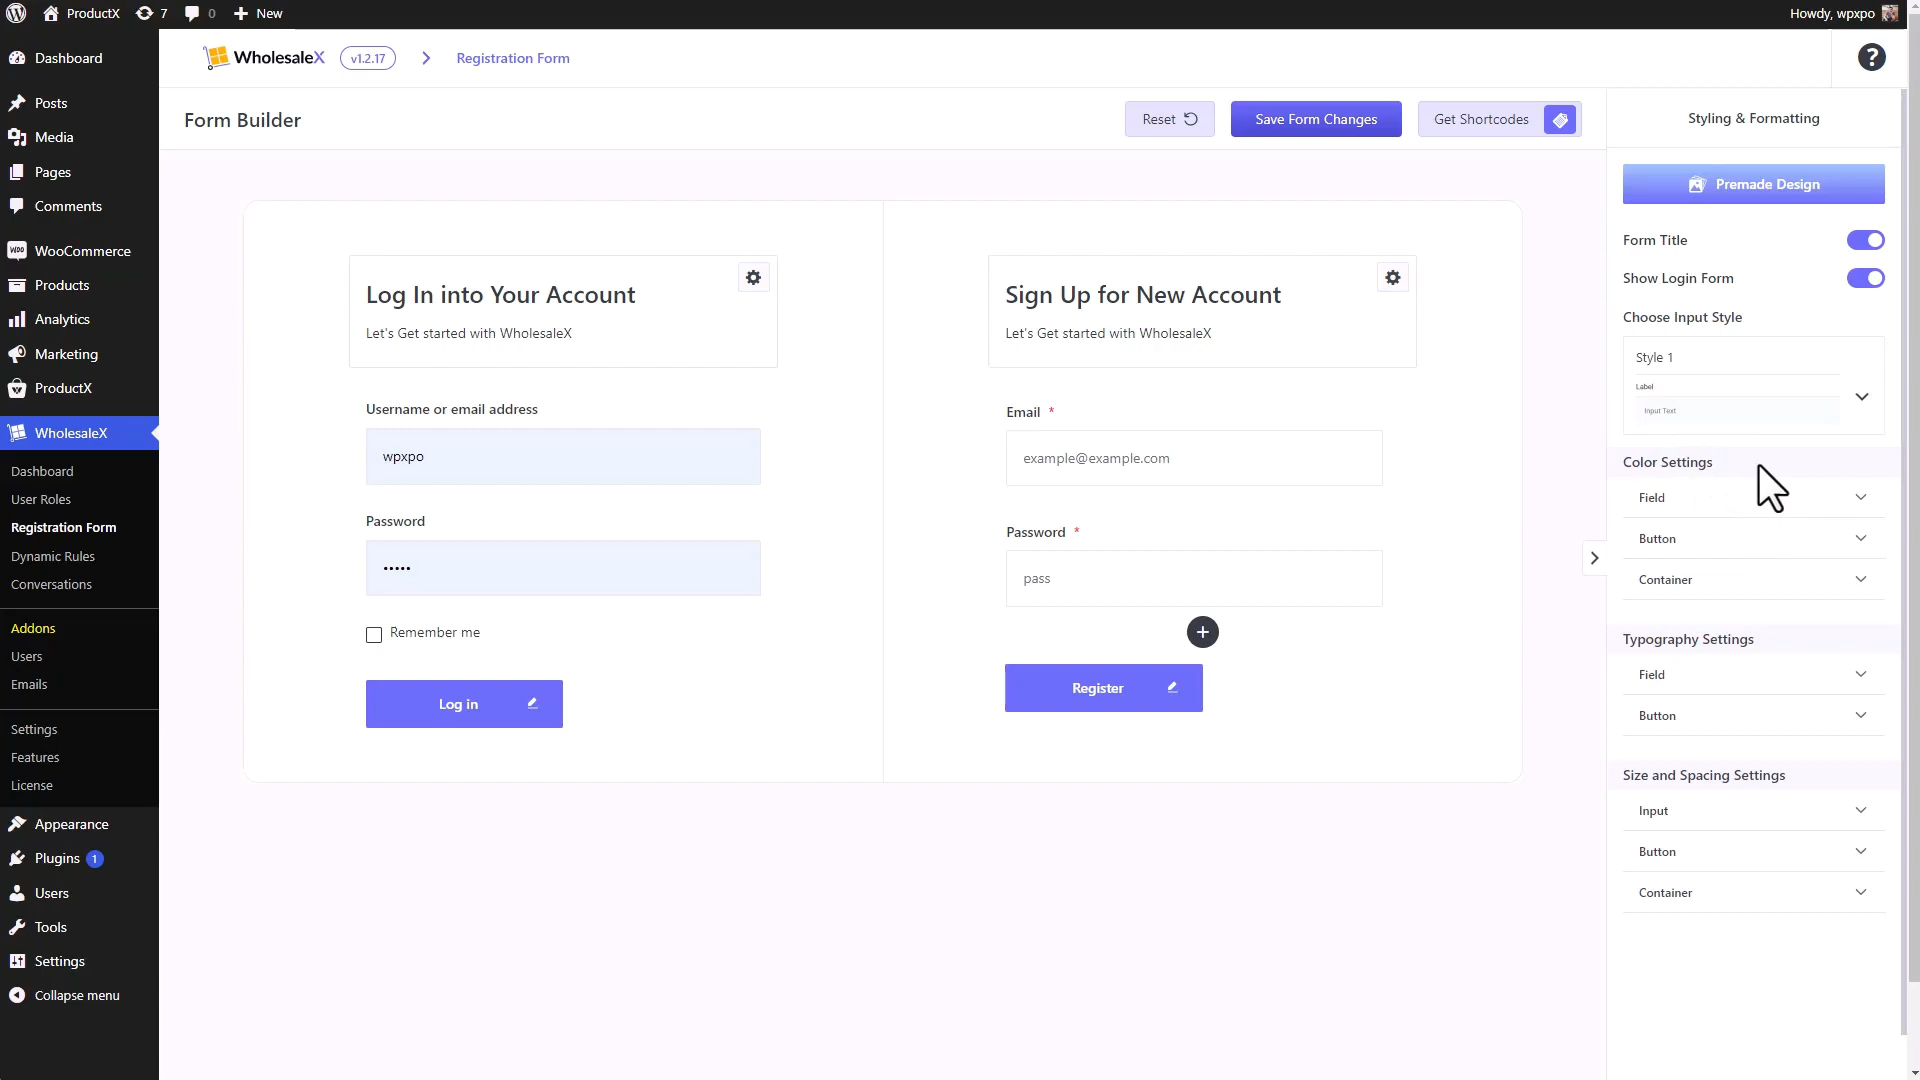 ProductX 7 0 New Howdy, wpxpo
Dashboard
Posts
Media
Pages
Comments
WooCommerce
Products
Analytics
Marketing
ProductX
WholesaleX
Dashboard
User Roles
Registration Form
Dynamic Rules
Conversations
Addons
Users
Emails
Settings
Features
License
Appearance
Plugins 1
Users
Tools
Settings
Collapse menu
WholesaleX v1.2.17 Registration Form ?
Form Builder Reset Save Form Changes Get Shortcodes
Log In into Your Account
Let's Get started with WholesaleX
Username or email address
wpxpo
Password
•••••
Remember me
Log in
Sign Up for New Account
Let's Get started with WholesaleX
Email *
example@example.com
Password *
pass
Register
Styling & Formatting
Premade Design
Form Title
Show Login Form
Choose Input Style
Style 1
Label
Input Text
Color Settings
Field
Button
Container
Typography Settings
Field
Button
Size and Spacing Settings
Input
Button
Container